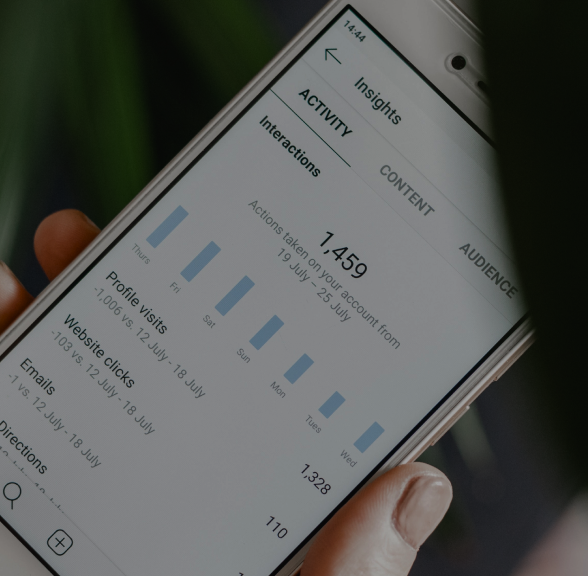 14:44
Insights
ACTIVITY CONTENT AUDIENCE
Interactions
1,459
Actions taken on your account from
19 July – 25 July
Thurs Fri Sat Sun Mon Tues Wed
Profile visits 1,328
-1,006 vs. 12 July - 18 July
Website clicks 110
-103 vs. 12 July - 18 July
Emails
-1 vs. 12 July - 18 July
Directions